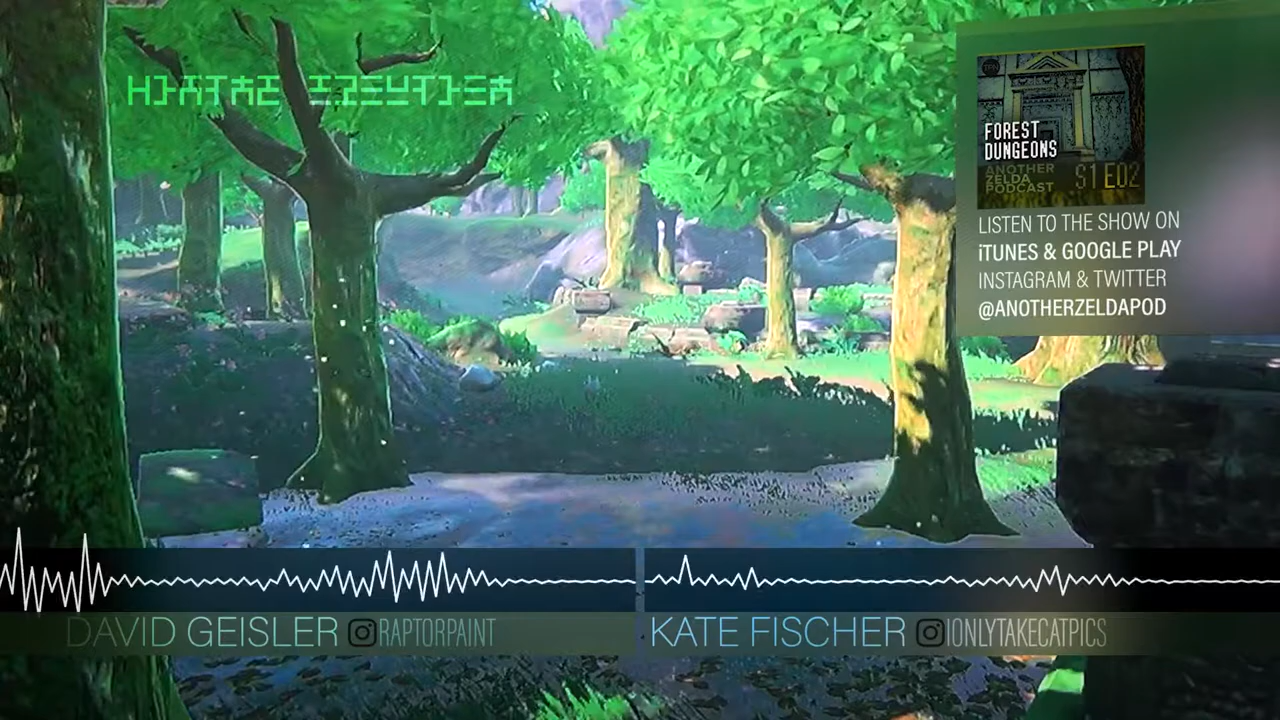 FOREST
DUNGEONS
ANOTHER
ZELDA
PODCAST
S1 E02
LISTEN TO THE SHOW ON
iTUNES & GOOGLE PLAY
INSTAGRAM & TWITTER
@ANOTHERZELDAPOD
DAVID GEISLER RAPTORPAINT
KATE FISCHER IONLYTAKECATPICS